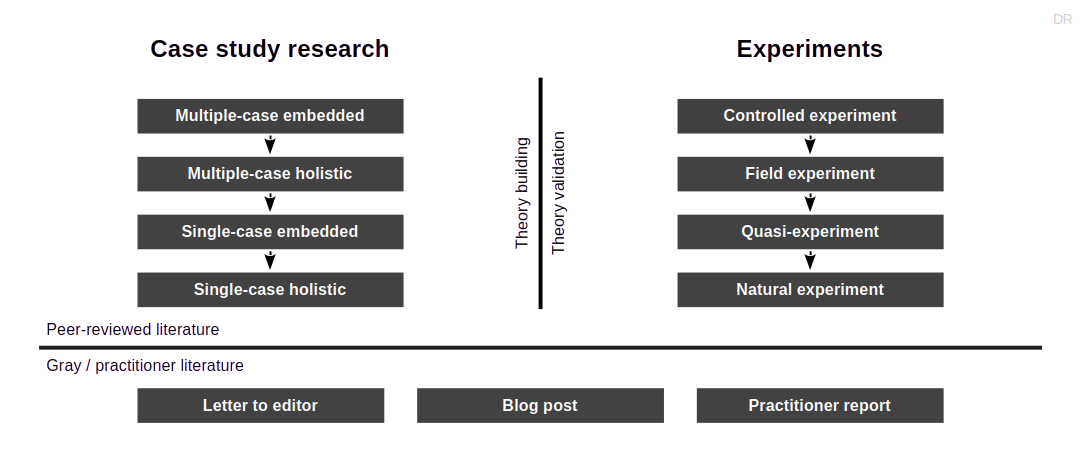 DR
Case study research
Experiments
Multiple-case embedded
Multiple-case holistic
Single-case embedded
Single-case holistic
Theory building
Theory validation
Controlled experiment
Field experiment
Quasi-experiment
Natural experiment
Peer-reviewed literature
Gray / practitioner literature
Letter to editor
Blog post
Practitioner report